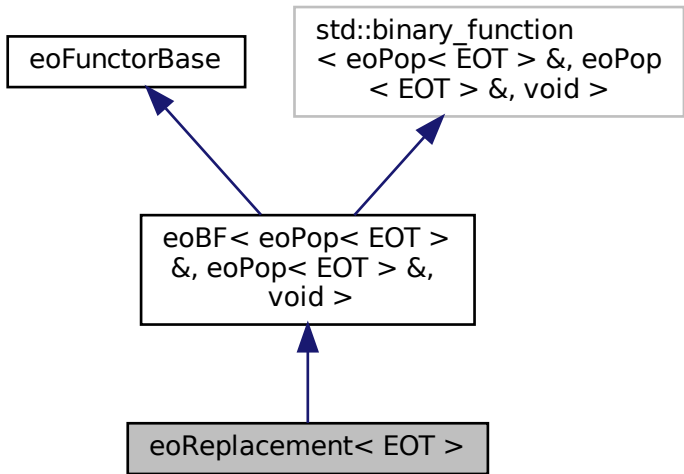 eoFunctorBase
std::binary_function
< eoPop< EOT > &, eoPop
< EOT > &, void >
eoBF< eoPop< EOT >
&, eoPop< EOT > &,
void >
eoReplacement< EOT >